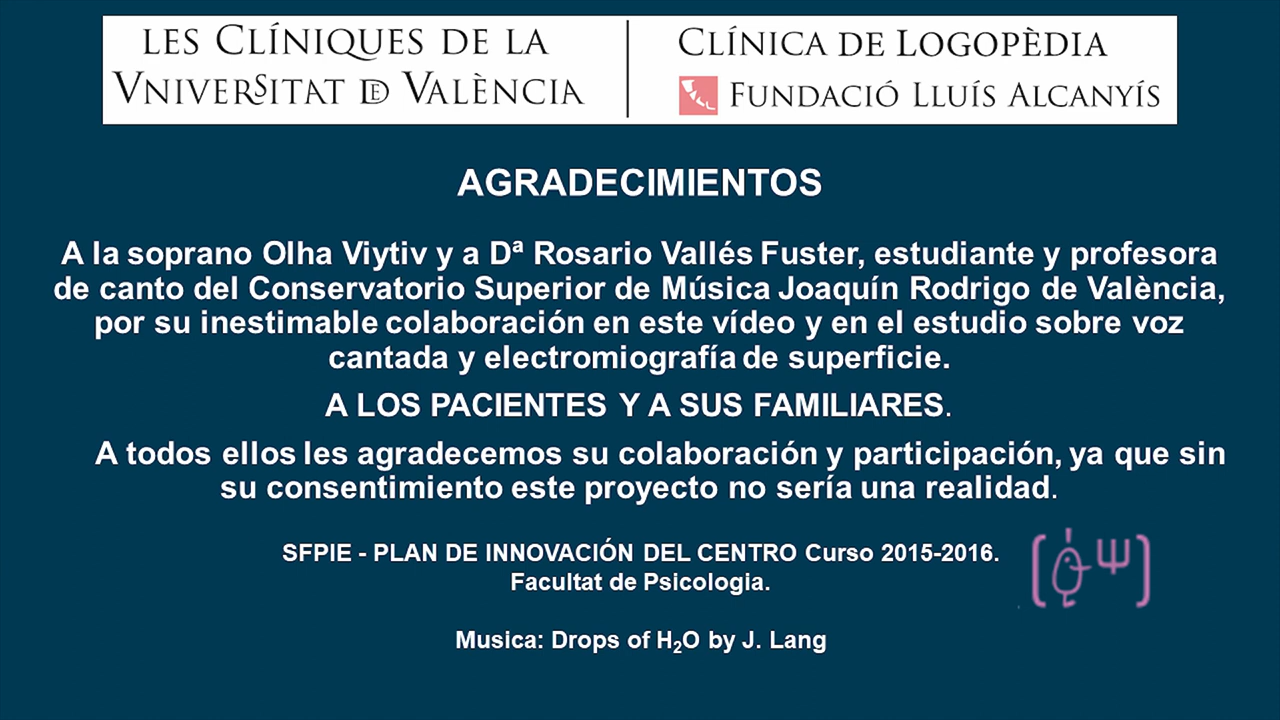 LES CLÍNIQUES DE LA
VNIVERSITAT DE VALÈNCIA
CLÍNICA DE LOGOPÈDIA
FUNDACIÓ LLUÍS ALCANYÍS
AGRADECIMIENTOS
A la soprano Olha Viytiv y a Dª Rosario Vallés Fuster, estudiante y profesora
de canto del Conservatorio Superior de Música Joaquín Rodrigo de València,
por su inestimable colaboración en este vídeo y en el estudio sobre voz
cantada y electromiografía de superficie.
A LOS PACIENTES Y A SUS FAMILIARES.
A todos ellos les agradecemos su colaboración y participación, ya que sin
su consentimiento este proyecto no sería una realidad.
SFPIE - PLAN DE INNOVACIÓN DEL CENTRO Curso 2015-2016.
Facultat de Psicologia.
Musica: Drops of H₂O by J. Lang